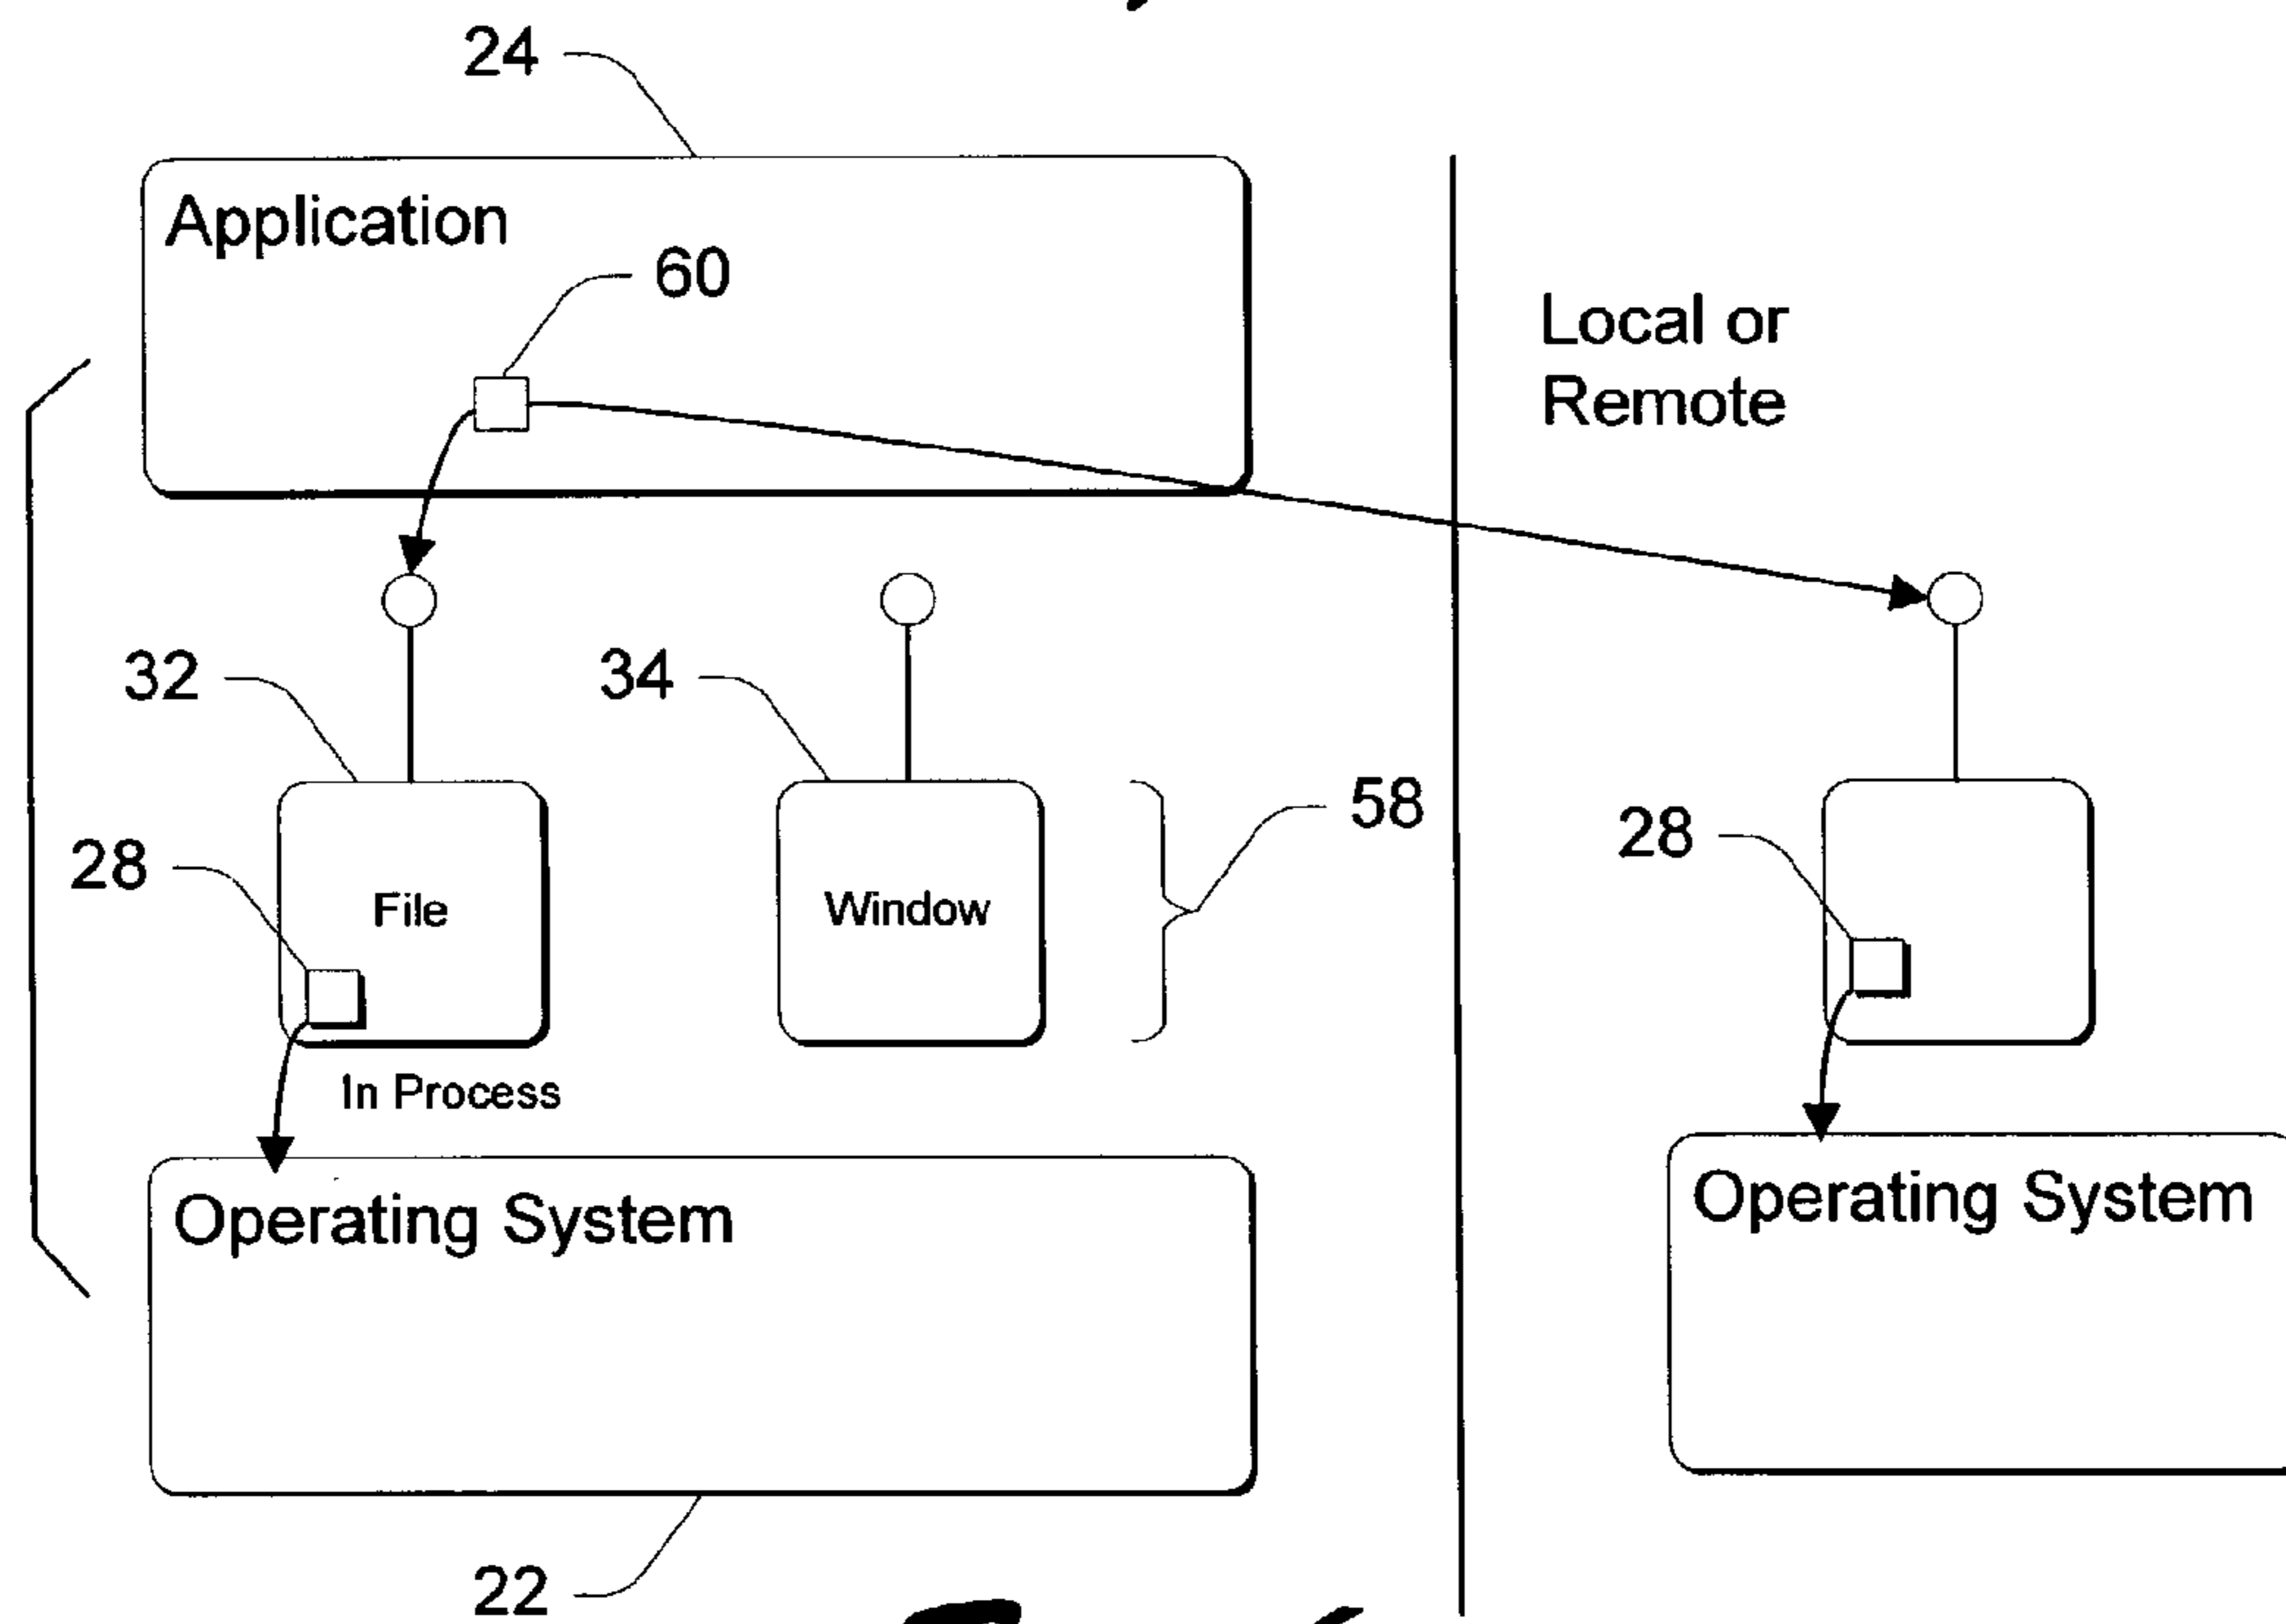 24
Application
60
Local or
Remote
32
34
58
28
28
File
Window
In Process
Operating System
Operating System
22